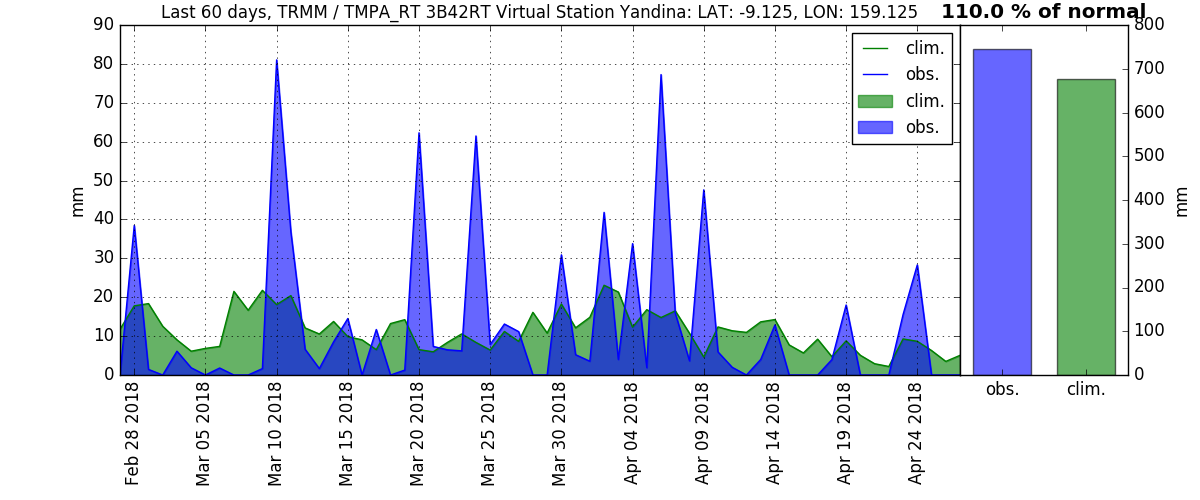 Last 60 days, TRMM / TMPA_RT 3B42RT Virtual Station Yandina: LAT: -9.125, LON: 159.125
110.0 % of normal
90
80
70
60
50
40
30
20
10
0
mm
clim.
obs.
clim.
obs.
Feb 28 2018
Mar 05 2018
Mar 10 2018
Mar 15 2018
Mar 20 2018
Mar 25 2018
Mar 30 2018
Apr 04 2018
Apr 09 2018
Apr 14 2018
Apr 19 2018
Apr 24 2018
800
700
600
500
400
300
200
100
0
mm
obs.
clim.